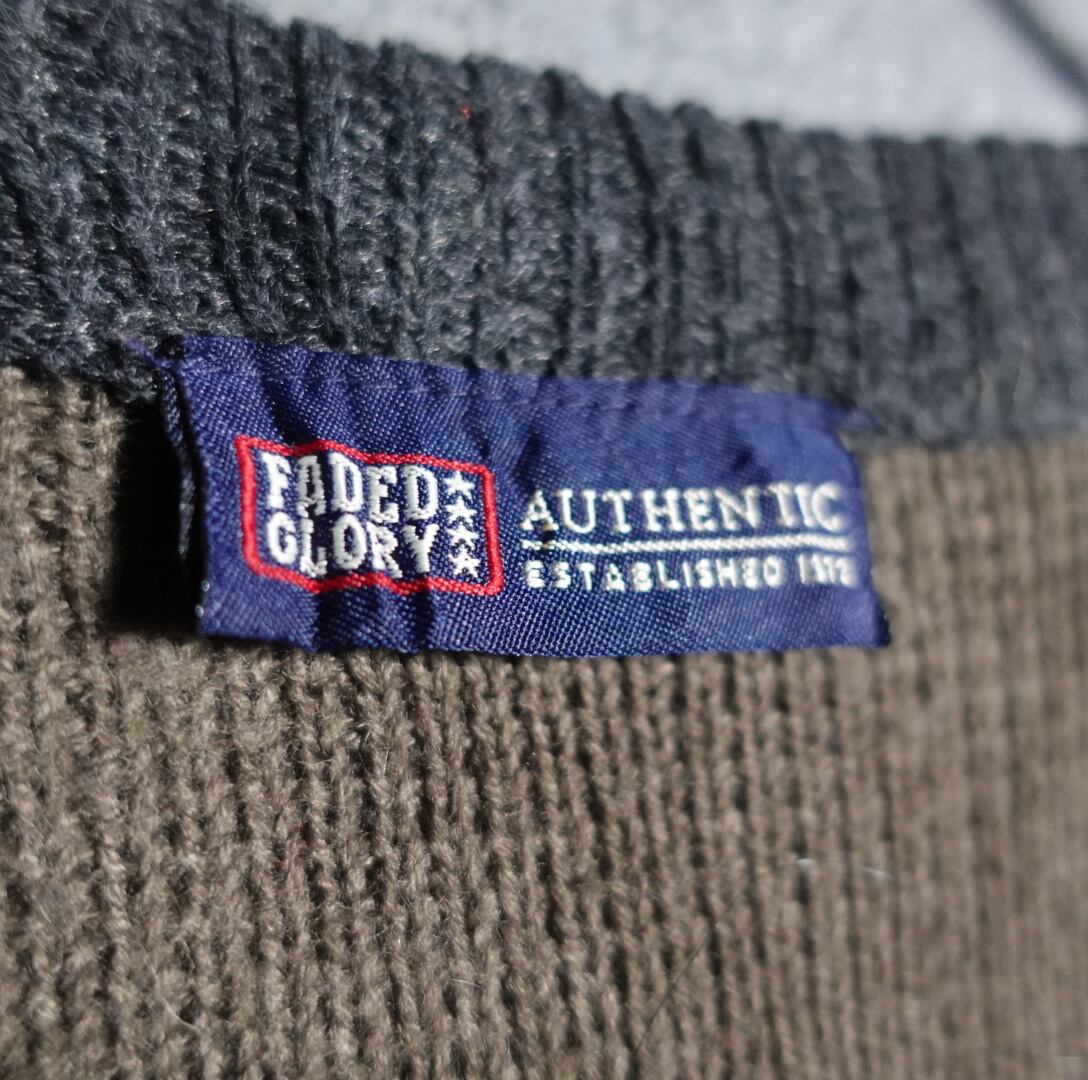 FADED
GLORY
AUTHENTIC
ESTABLISHED 1972